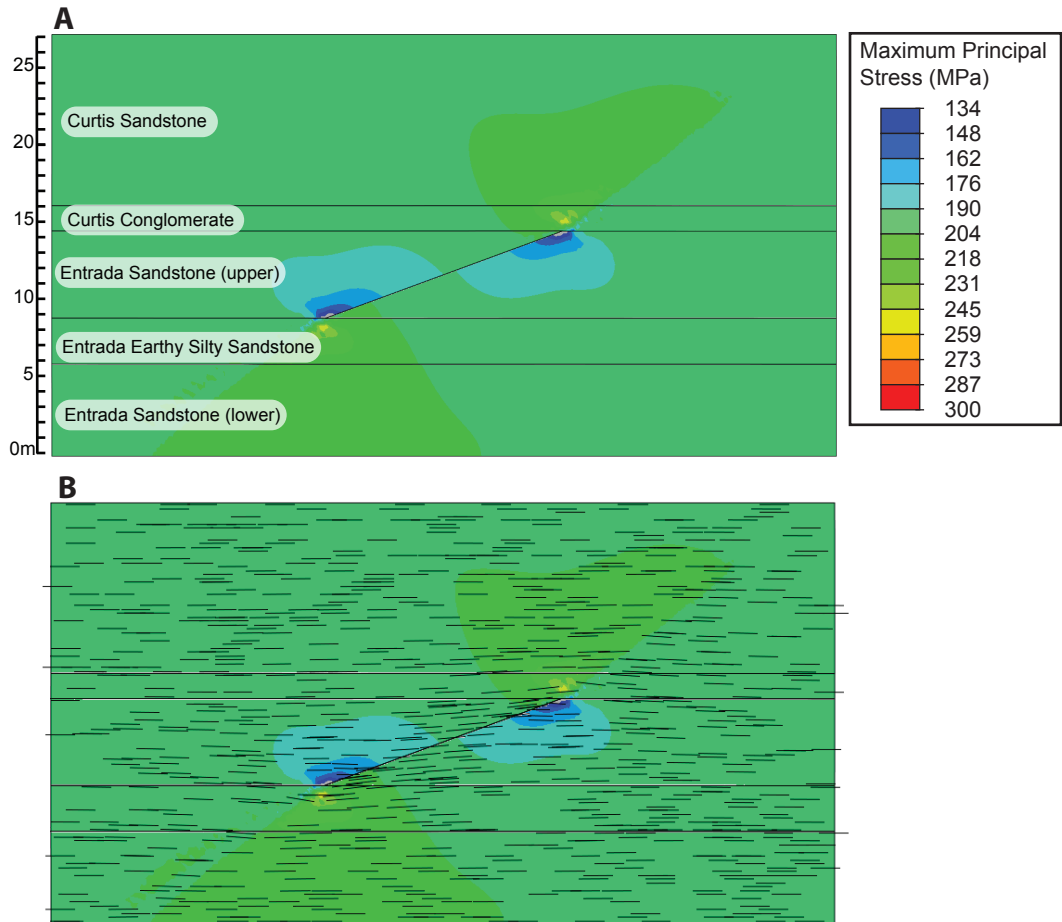 A
25
20
15
10
5
0m
Curtis Sandstone
Curtis Conglomerate
Entrada Sandstone (upper)
Entrada Earthy Silty Sandstone
Entrada Sandstone (lower)
Maximum Principal
Stress (MPa)
134
148
162
176
190
204
218
231
245
259
273
287
300
B